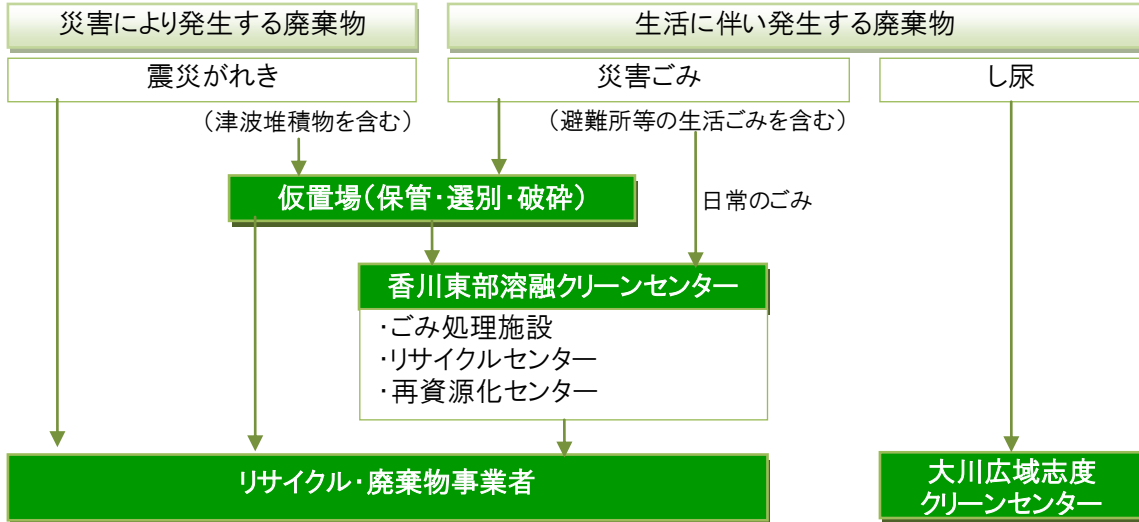 災害により発生する廃棄物
生活に伴い発生する廃棄物
震災がれき
災害ごみ
し尿
（津波堆積物を含む）
（避難所等の生活ごみを含む）
仮置場（保管・選別・破砕）
日常のごみ
香川東部溶融クリーンセンター
・ごみ処理施設
・リサイクルセンター
・再資源化センター
リサイクル・廃棄物事業者
大川広域志度
クリーンセンター